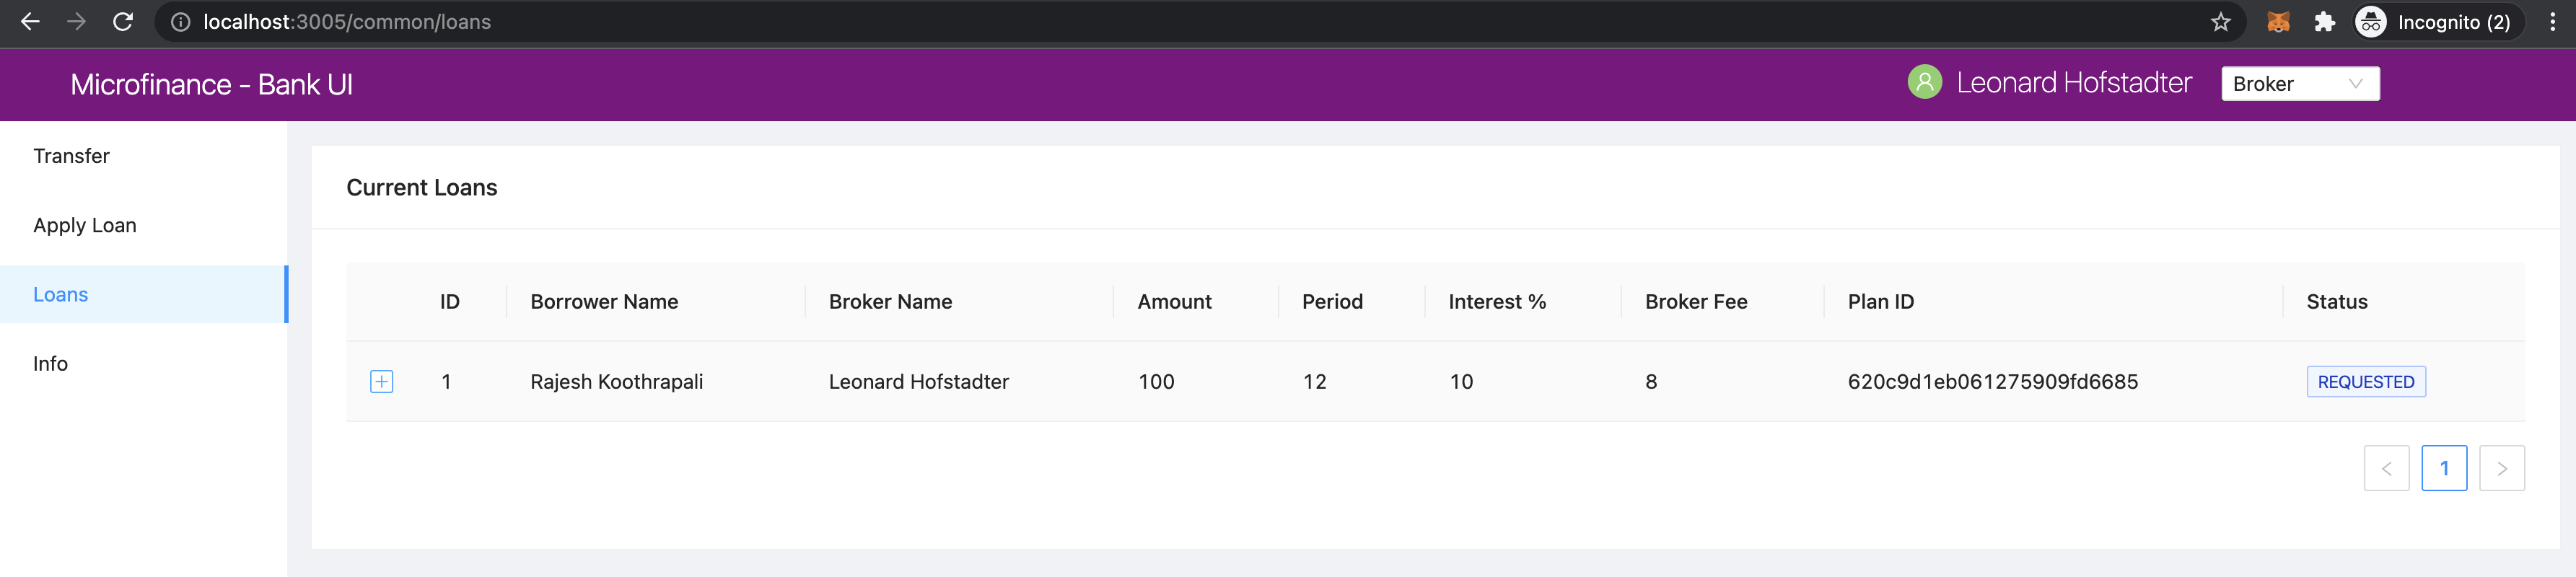 localhost:3005/common/loans
Incognito (2)
Microfinance - Bank UI
Leonard Hofstadter
Broker
Transfer
Apply Loan
Loans
Info
Current Loans
ID Borrower Name Broker Name Amount Period Interest % Broker Fee Plan ID Status
1 Rajesh Koothrapali Leonard Hofstadter 100 12 10 8 620c9d1eb061275909fd6685 REQUESTED
1